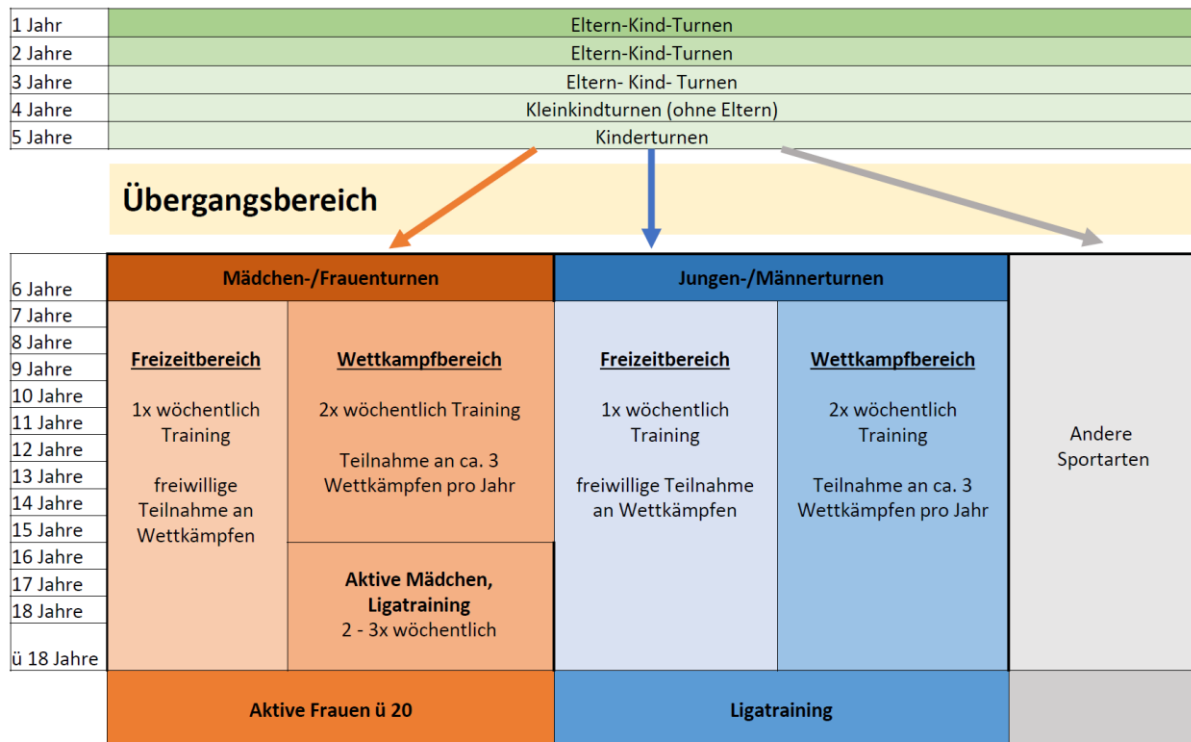 1 Jahr
Eltern-Kind-Turnen
2 Jahre
Eltern-Kind-Turnen
3 Jahre
Eltern- Kind- Turnen
4 Jahre
Kleinkindturnen (ohne Eltern)
5 Jahre
Kinderturnen
Übergangsbereich
6 Jahre
7 Jahre
8 Jahre
9 Jahre
10 Jahre
11 Jahre
12 Jahre
13 Jahre
14 Jahre
15 Jahre
16 Jahre
17 Jahre
18 Jahre
ü 18 Jahre
Mädchen-/Frauenturnen
Freizeitbereich
1x wöchentlich
Training
freiwillige
Teilnahme an
Wettkämpfen
Wettkampfbereich
2x wöchentlich Training
Teilnahme an ca. 3
Wettkämpfen pro Jahr
Aktive Mädchen,
Ligatraining
2 - 3x wöchentlich
Aktive Frauen ü 20
Jungen-/Männerturnen
Freizeitbereich
1x wöchentlich
Training
freiwillige Teilnahme
an Wettkämpfen
Wettkampfbereich
2x wöchentlich
Training
Teilnahme an ca. 3
Wettkämpfen pro Jahr
Ligatraining
Andere
Sportarten